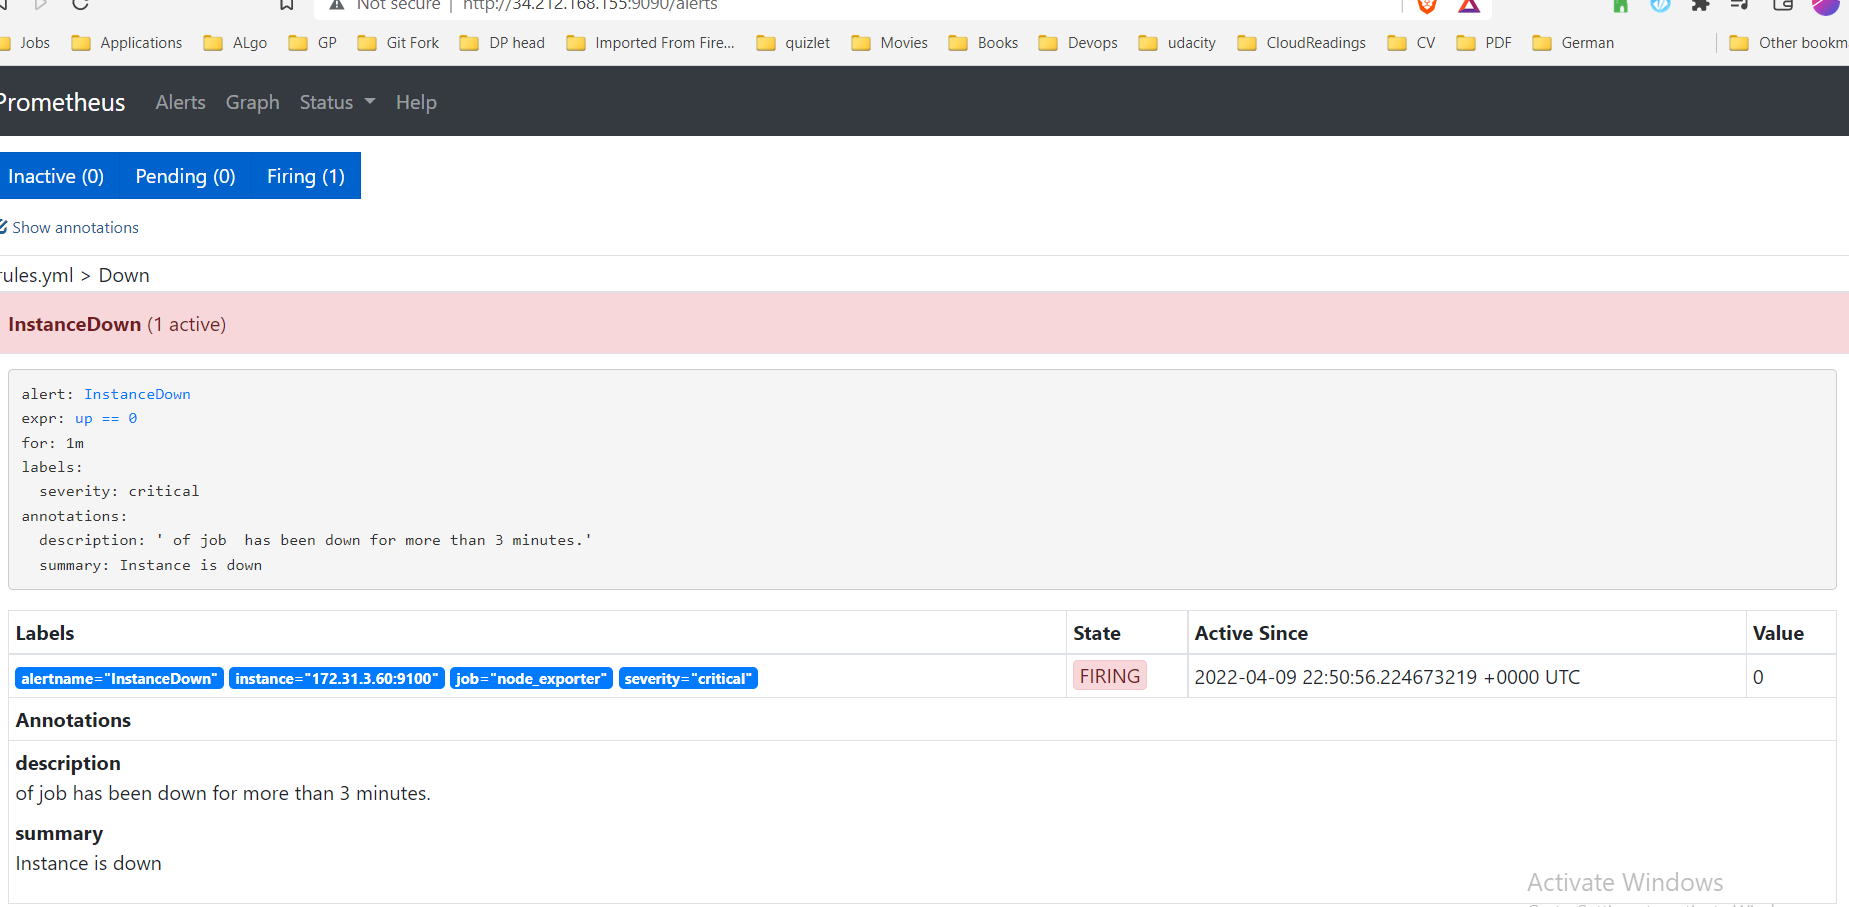 Not secure | http://34.212.168.155:9090/alerts
Jobs Applications ALgo GP Git Fork DP head Imported From Fire... quizlet Movies Books Devops udacity CloudReadings CV PDF German Other bookm
Prometheus Alerts Graph Status Help
Inactive (0) Pending (0) Firing (1)
Show annotations
rules.yml > Down
InstanceDown (1 active)
alert: InstanceDown
expr: up == 0
for: 1m
labels:
  severity: critical
annotations:
  description: ' of job  has been down for more than 3 minutes.'
  summary: Instance is down
Labels State Active Since Value
alertname="InstanceDown" instance="172.31.3.60:9100" job="node_exporter" severity="critical" FIRING 2022-04-09 22:50:56.224673219 +0000 UTC 0
Annotations
description
of job has been down for more than 3 minutes.
summary
Instance is down
Activate Windows